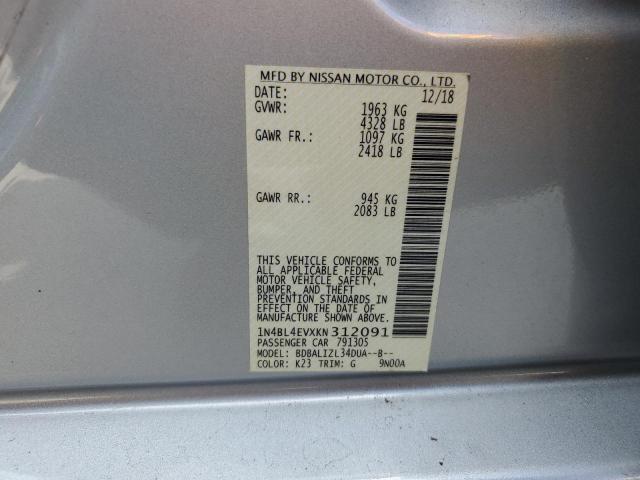 MFD BY NISSAN MOTOR CO., LTD.
DATE: 12/18
GVWR: 1963 KG
4328 LB
GAWR FR.: 1097 KG
2418 LB
GAWR RR.: 945 KG
2083 LB
THIS VEHICLE CONFORMS TO
ALL APPLICABLE FEDERAL
MOTOR VEHICLE SAFETY,
BUMPER, AND THEFT
PREVENTION STANDARDS IN
EFFECT ON THE DATE OF
MANUFACTURE SHOWN ABOVE.
1N4BL4EVXKN312091
PASSENGER CAR 791305
MODEL: BDBALIZL34DUA--B--
COLOR: K23 TRIM: G 9N00A